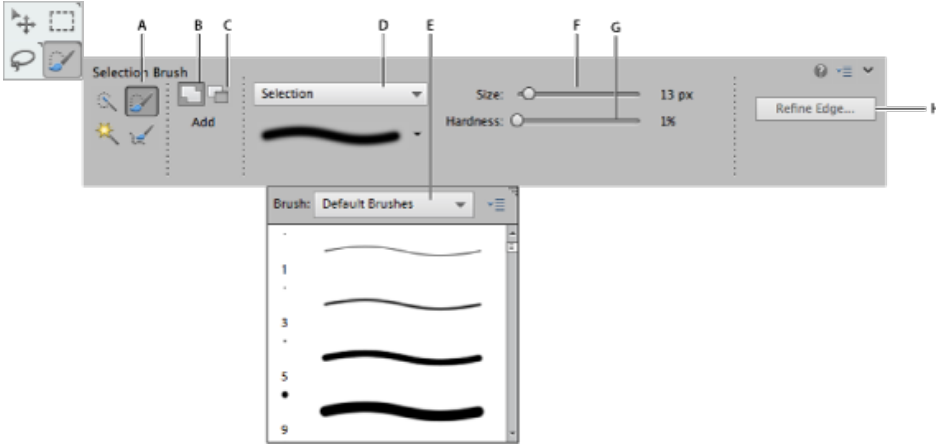 A B C D E F G
Selection Brush
Selection
Size: 13 px
Refine Edge...
H
Add
Hardness: 1%
Brush: Default Brushes
1
3
5
9